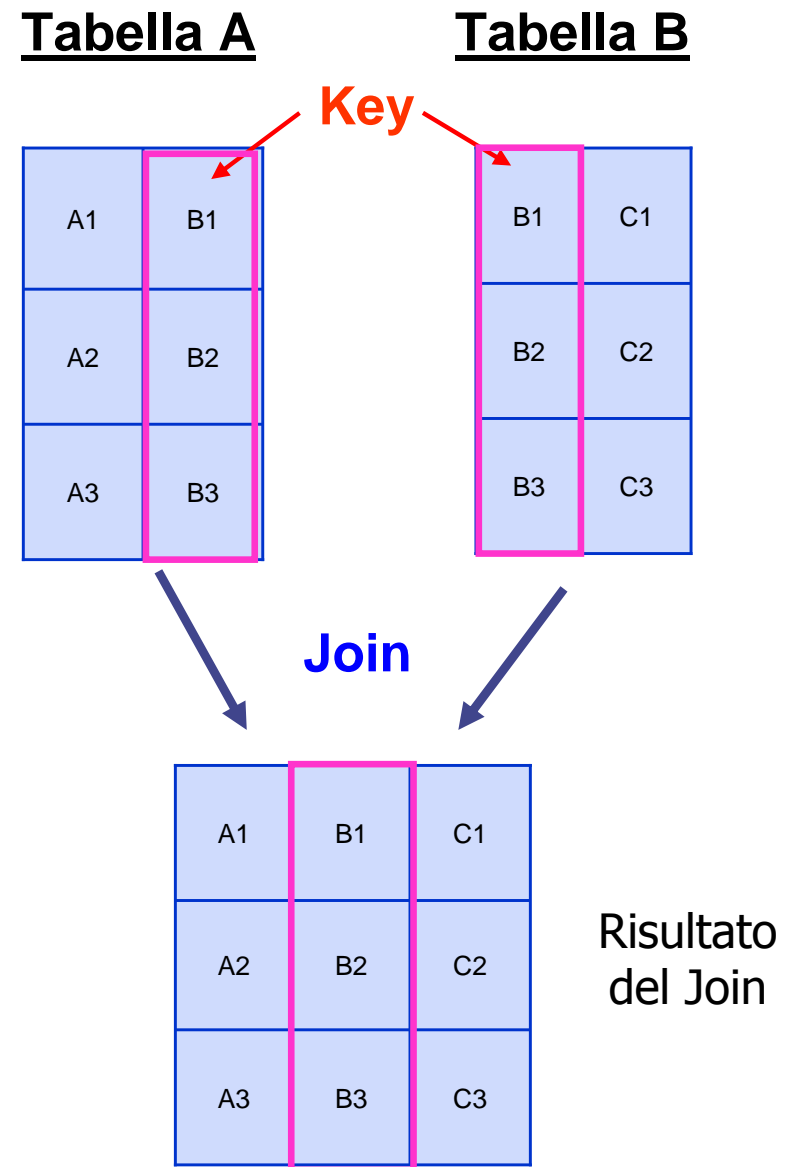 Tabella A Tabella B
Key
A1 B1 B1 C1
A2 B2 B2 C2
A3 B3 B3 C3
Join
A1 B1 C1
A2 B2 C2
A3 B3 C3
Risultato
del Join